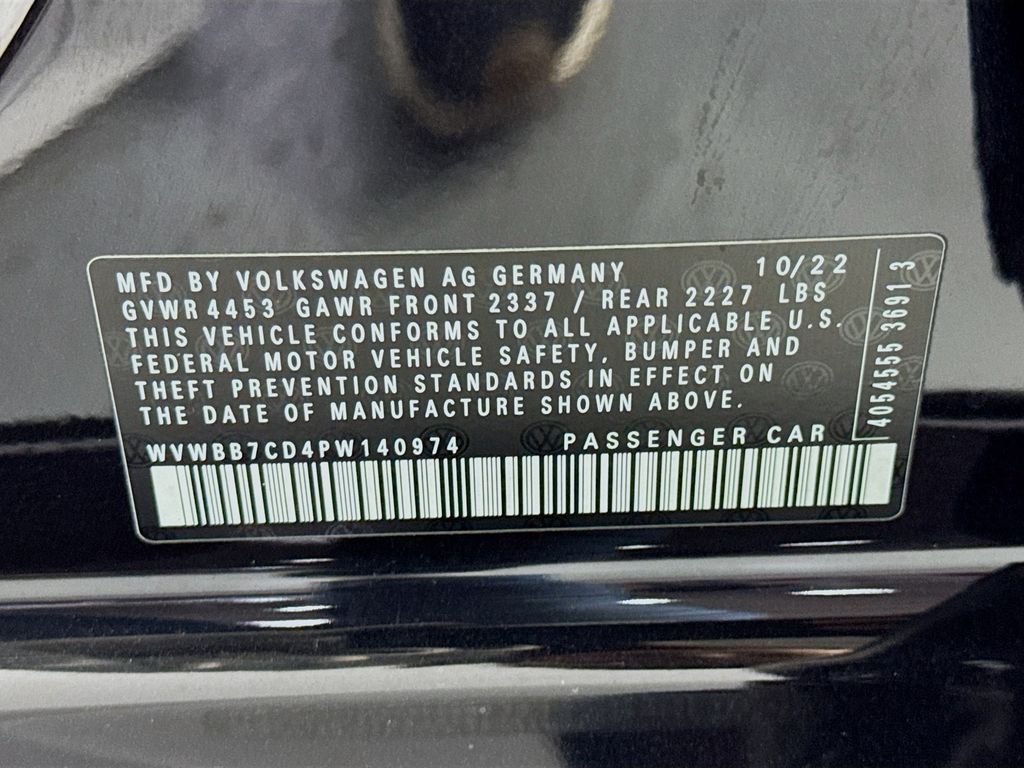 MFD BY VOLKSWAGEN AG GERMANY 10/22
GVWR 4453 GAWR FRONT 2337 / REAR 2227 LBS
THIS VEHICLE CONFORMS TO ALL APPLICABLE U.S.
FEDERAL MOTOR VEHICLE SAFETY, BUMPER AND
THEFT PREVENTION STANDARDS IN EFFECT ON
THE DATE OF MANUFACTURE SHOWN ABOVE.
WVWBB7CD4PW140974 PASSENGER CAR
4054555 36913